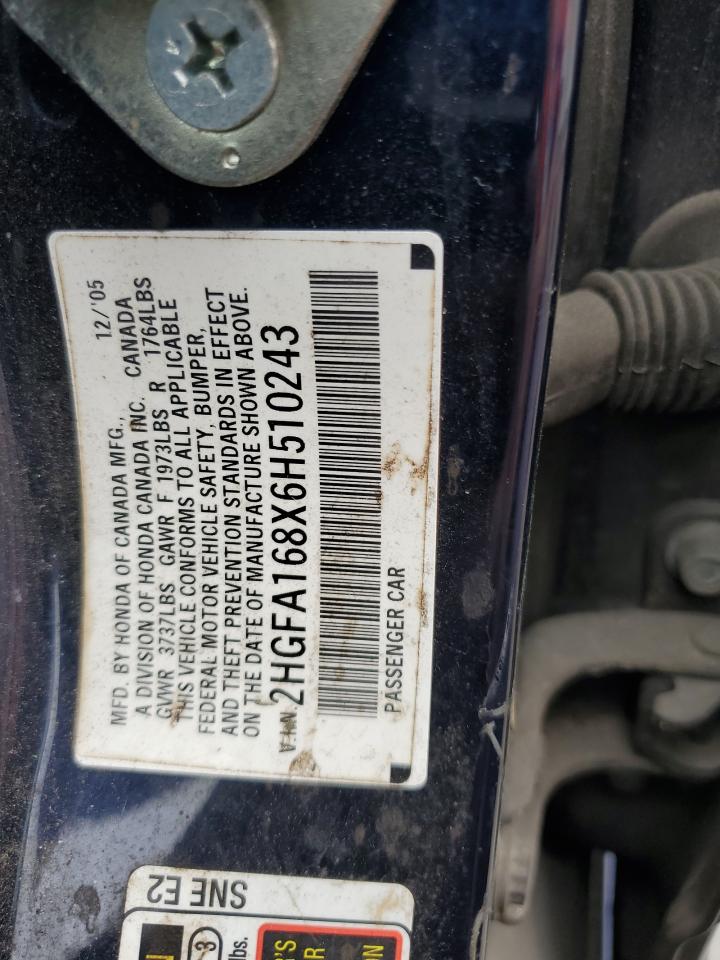 MFD. BY HONDA OF CANADA MFG., 12/'05
A DIVISION OF HONDA CANADA INC. CANADA
GVWR 3737LBS GAWR F 1973LBS R 1764LBS
THIS VEHICLE CONFORMS TO ALL APPLICABLE
FEDERAL MOTOR VEHICLE SAFETY, BUMPER,
AND THEFT PREVENTION STANDARDS IN EFFECT
ON THE DATE OF MANUFACTURE SHOWN ABOVE.
2HGFA168X6H510243
PASSENGER CAR
SNE E2
3
lbs.